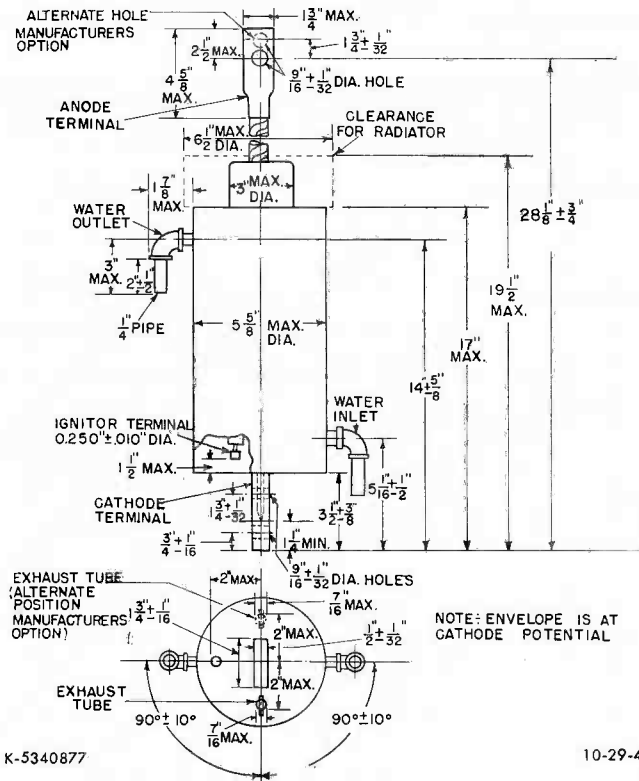 ALTERNATE HOLE
MANUFACTURERS
OPTION
1 3/4" MAX.
1 3/4" ± 1/32"
2 1/2" MAX.
4 5/8" MAX.
9/16" ± 1/32" DIA. HOLE
ANODE
TERMINAL
6 1/2" MAX.
DIA.
CLEARANCE
FOR RADIATOR
1 7/8" MAX.
3" MAX.
DIA.
28 1/8" ± 3/4"
WATER
OUTLET
3" MAX.
2" ± 1/2"
1/4" PIPE
19 1/2" MAX.
5 5/8" MAX.
DIA.
17" MAX.
14" ± 5/8"
IGNITOR TERMINAL
0.250" ±.010" DIA.
WATER
INLET
1 1/2" MAX.
CATHODE
TERMINAL
1 3/4" ± 1/32"
3 1/2" ± 3/8"
5 1/16" ± 1/2"
3/4" ± 1/16"
1 1/4" MIN.
9/16" ± 1/32" DIA. HOLES
EXHAUST TUBE
(ALTERNATE
POSITION
MANUFACTURERS
OPTION)
2" MAX.
7/16" MAX.
1 3/4" ± 1/16"
2" MAX.
1/2" ± 1/32"
NOTE: ENVELOPE IS AT
CATHODE POTENTIAL
2" MAX.
EXHAUST
TUBE
7/16" MAX.
90° ± 10°
90° ± 10°
K-5340877
10-29-4